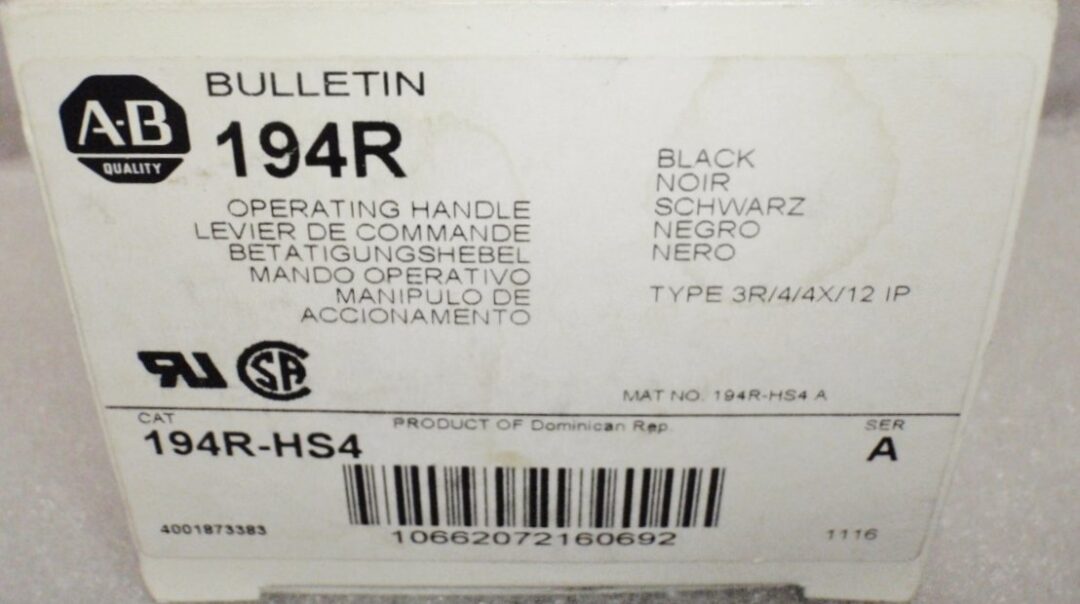 A-B
QUALITY
BULLETIN
194R
OPERATING HANDLE
LEVIER DE COMMANDE
BETATIGUNGSHEBEL
MANDO OPERATIVO
MANIPULO DE
ACCIONAMENTO
BLACK
NOIR
SCHWARZ
NEGRO
NERO
TYPE 3R/4/4X/12 IP
RU
CSA
MAT NO. 194R-HS4 A
CAT
194R-HS4
PRODUCT OF Dominican Rep.
SER
A
4001873383
10662072160692
1116